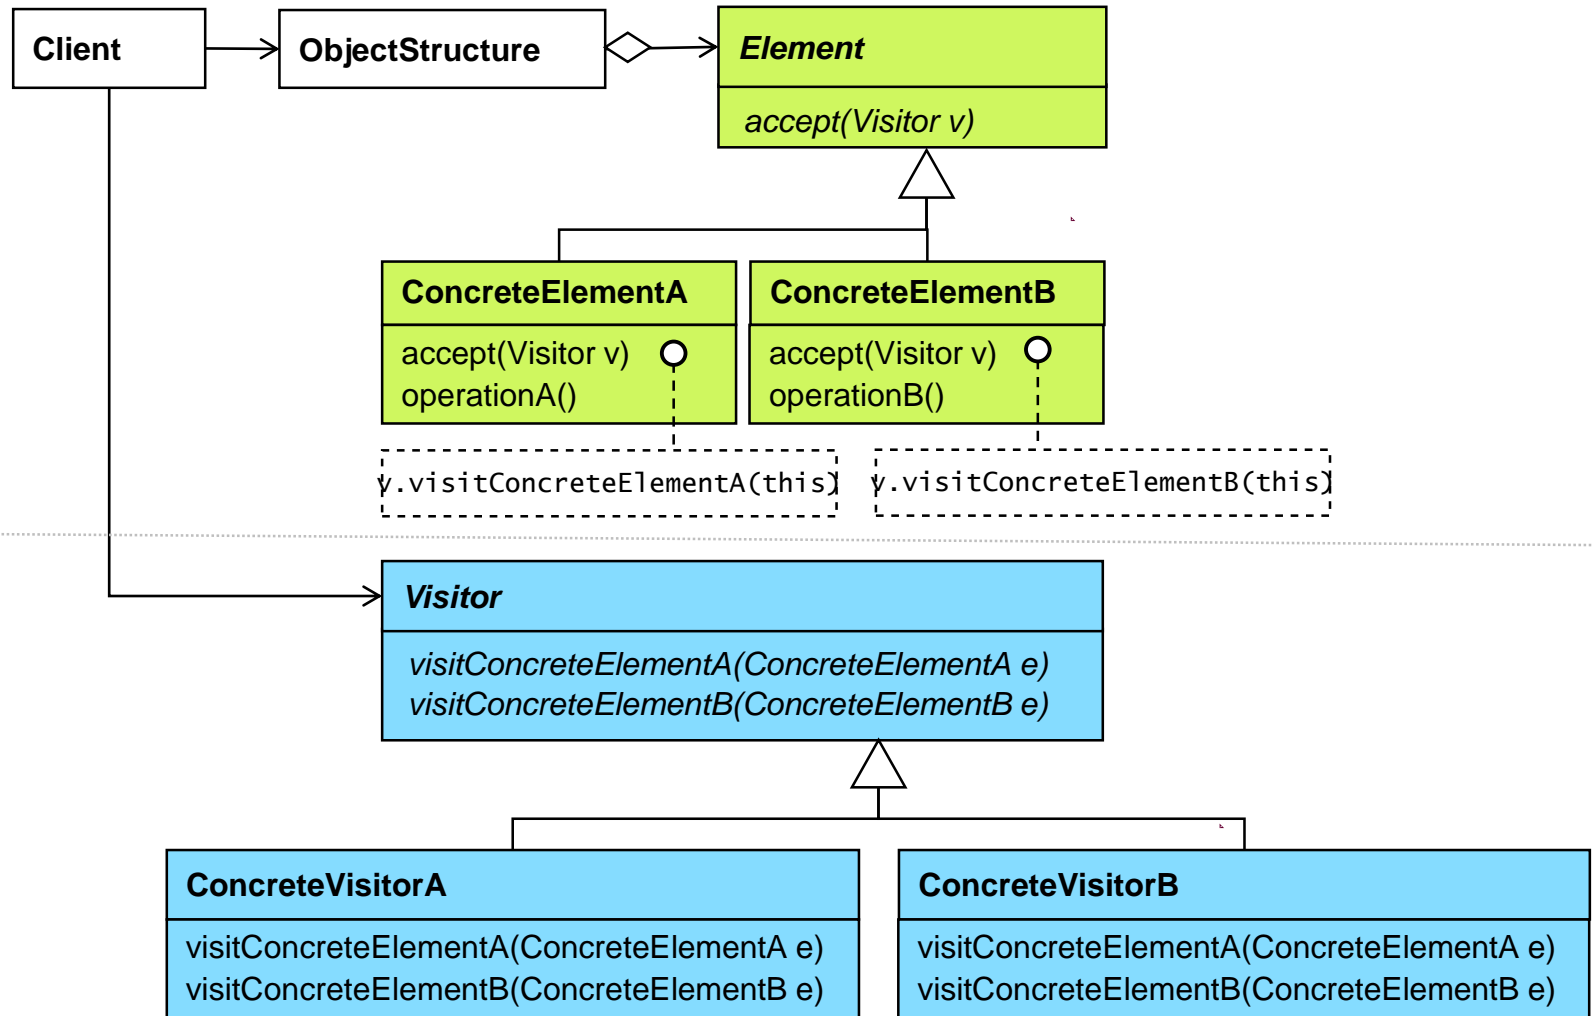 Client
ObjectStructure
Element
accept(Visitor v)
ConcreteElementA
accept(Visitor v)
operationA()
ConcreteElementB
accept(Visitor v)
operationB()
v.visitConcreteElementA(this)
v.visitConcreteElementB(this)
Visitor
visitConcreteElementA(ConcreteElementA e)
visitConcreteElementB(ConcreteElementB e)
ConcreteVisitorA
visitConcreteElementA(ConcreteElementA e)
visitConcreteElementB(ConcreteElementB e)
ConcreteVisitorB
visitConcreteElementA(ConcreteElementA e)
visitConcreteElementB(ConcreteElementB e)